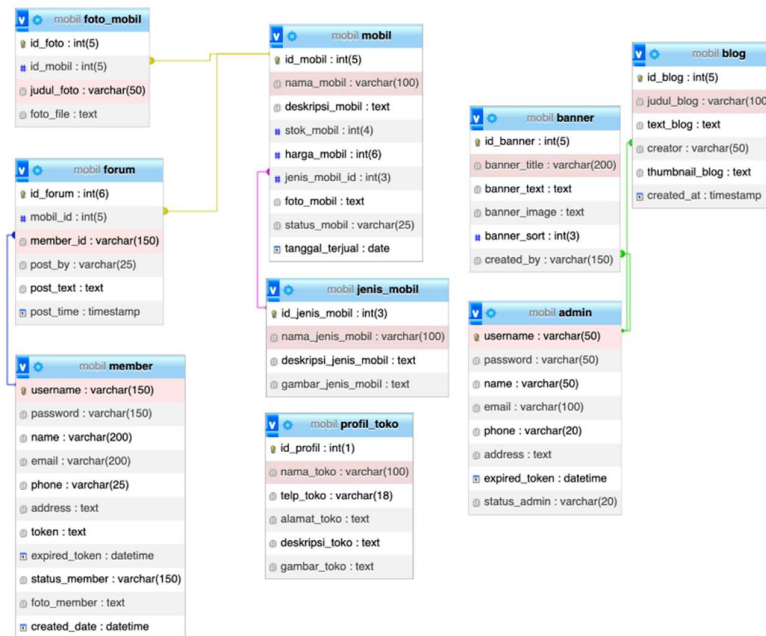 mobil foto_mobil
id_foto : int(5)
id_mobil : int(5)
judul_foto : varchar(50)
foto_file : text
mobil mobil
id_mobil : int(5)
nama_mobil : varchar(100)
deskripsi_mobil : text
stok_mobil : int(4)
harga_mobil : int(6)
jenis_mobil_id : int(3)
foto_mobil : text
status_mobil : varchar(25)
tanggal_terjual : date
mobil blog
id_blog : int(5)
judul_blog : varchar(100
text_blog : text
creator : varchar(50)
thumbnail_blog : text
created_at : timestamp
mobil banner
id_banner : int(5)
banner_title : varchar(200)
banner_text : text
banner_image : text
banner_sort : int(3)
created_by : varchar(150)
mobil forum
id_forum : int(6)
mobil_id : int(5)
member_id : varchar(150)
post_by : varchar(25)
post_text : text
post_time : timestamp
mobil jenis_mobil
id_jenis_mobil : int(3)
nama_jenis_mobil : varchar(100)
deskripsi_jenis_mobil : text
gambar_jenis_mobil : text
mobil admin
username : varchar(50)
password : varchar(50)
name : varchar(50)
email : varchar(100)
phone : varchar(20)
address : text
expired_token : datetime
status_admin : varchar(20)
mobil member
username : varchar(150)
password : varchar(150)
name : varchar(200)
email : varchar(200)
phone : varchar(25)
address : text
token : text
expired_token : datetime
status_member : varchar(150)
foto_member : text
created_date : datetime
mobil profil_toko
id_profil : int(1)
nama_toko : varchar(100)
telp_toko : varchar(18)
alamat_toko : text
deskripsi_toko : text
gambar_toko : text